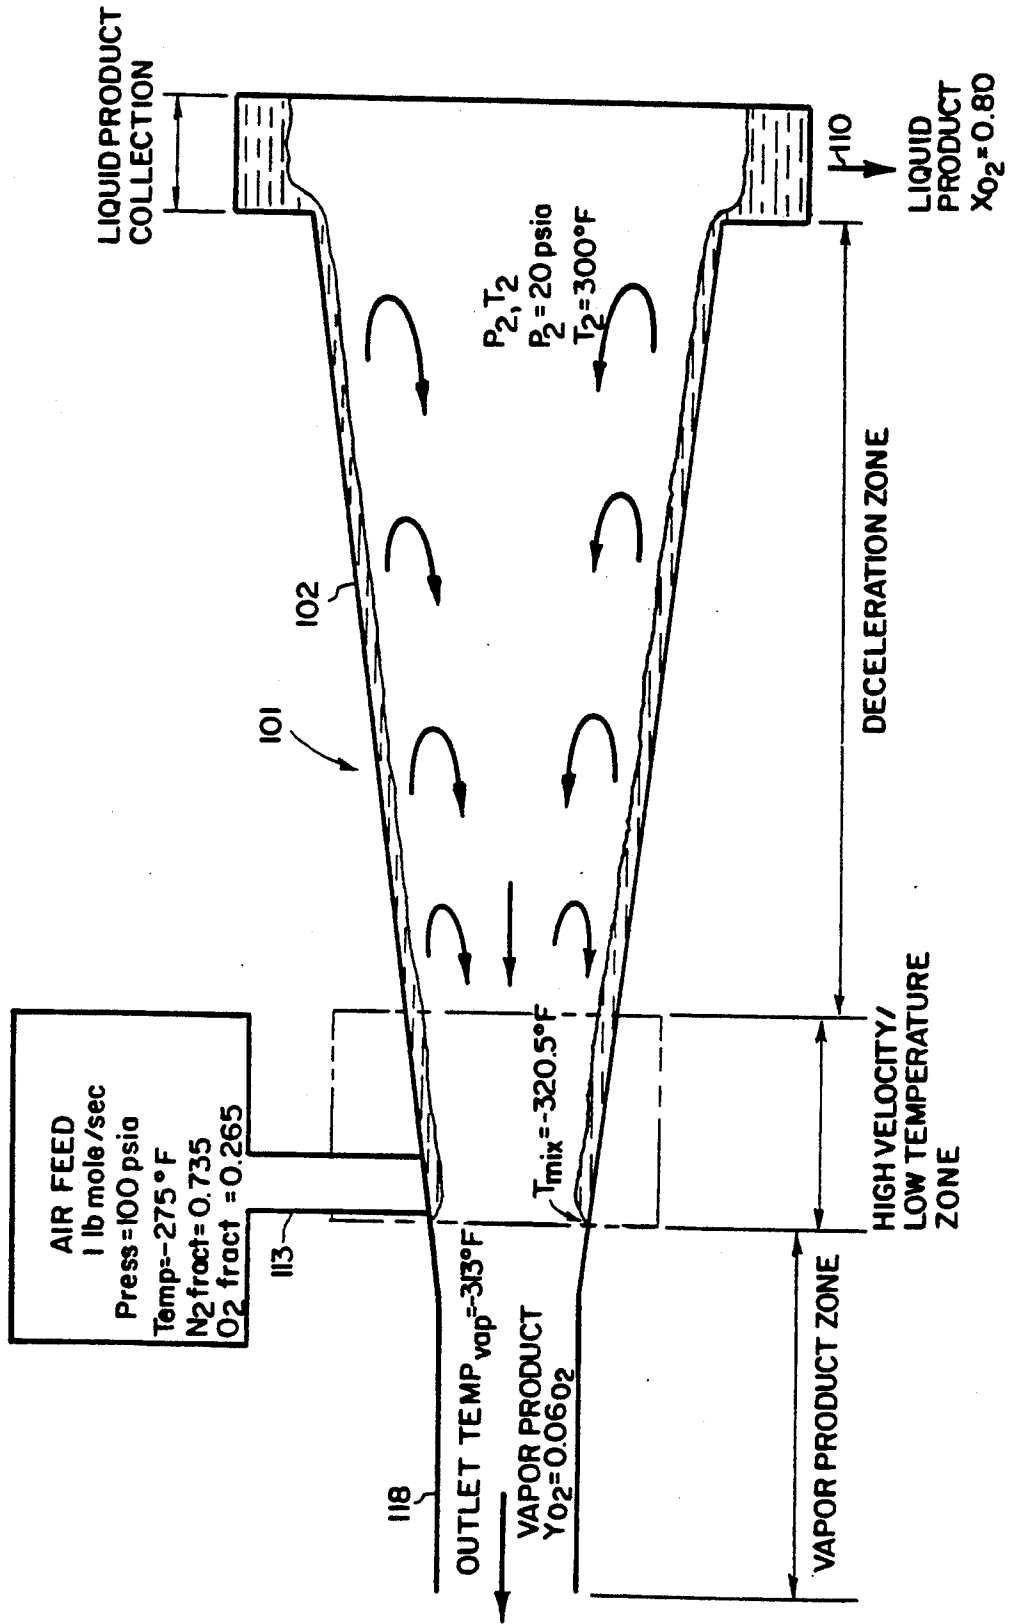 LIQUID PRODUCT
COLLECTION
110
LIQUID
PRODUCT
XO2=0.80
P2,T2
P2=20 psia
T2=300°F
102
101
DECELERATION ZONE
AIR FEED
1 lb mole/sec
Press=100 psia
Temp=-275°F
N2 fract=0.735
O2 fract=0.265
113
Tmix=-320.5°F
HIGH VELOCITY/
LOW TEMPERATURE
ZONE
118
OUTLET TEMPvap=-313°F
VAPOR PRODUCT
YO2=0.06O2
VAPOR PRODUCT ZONE